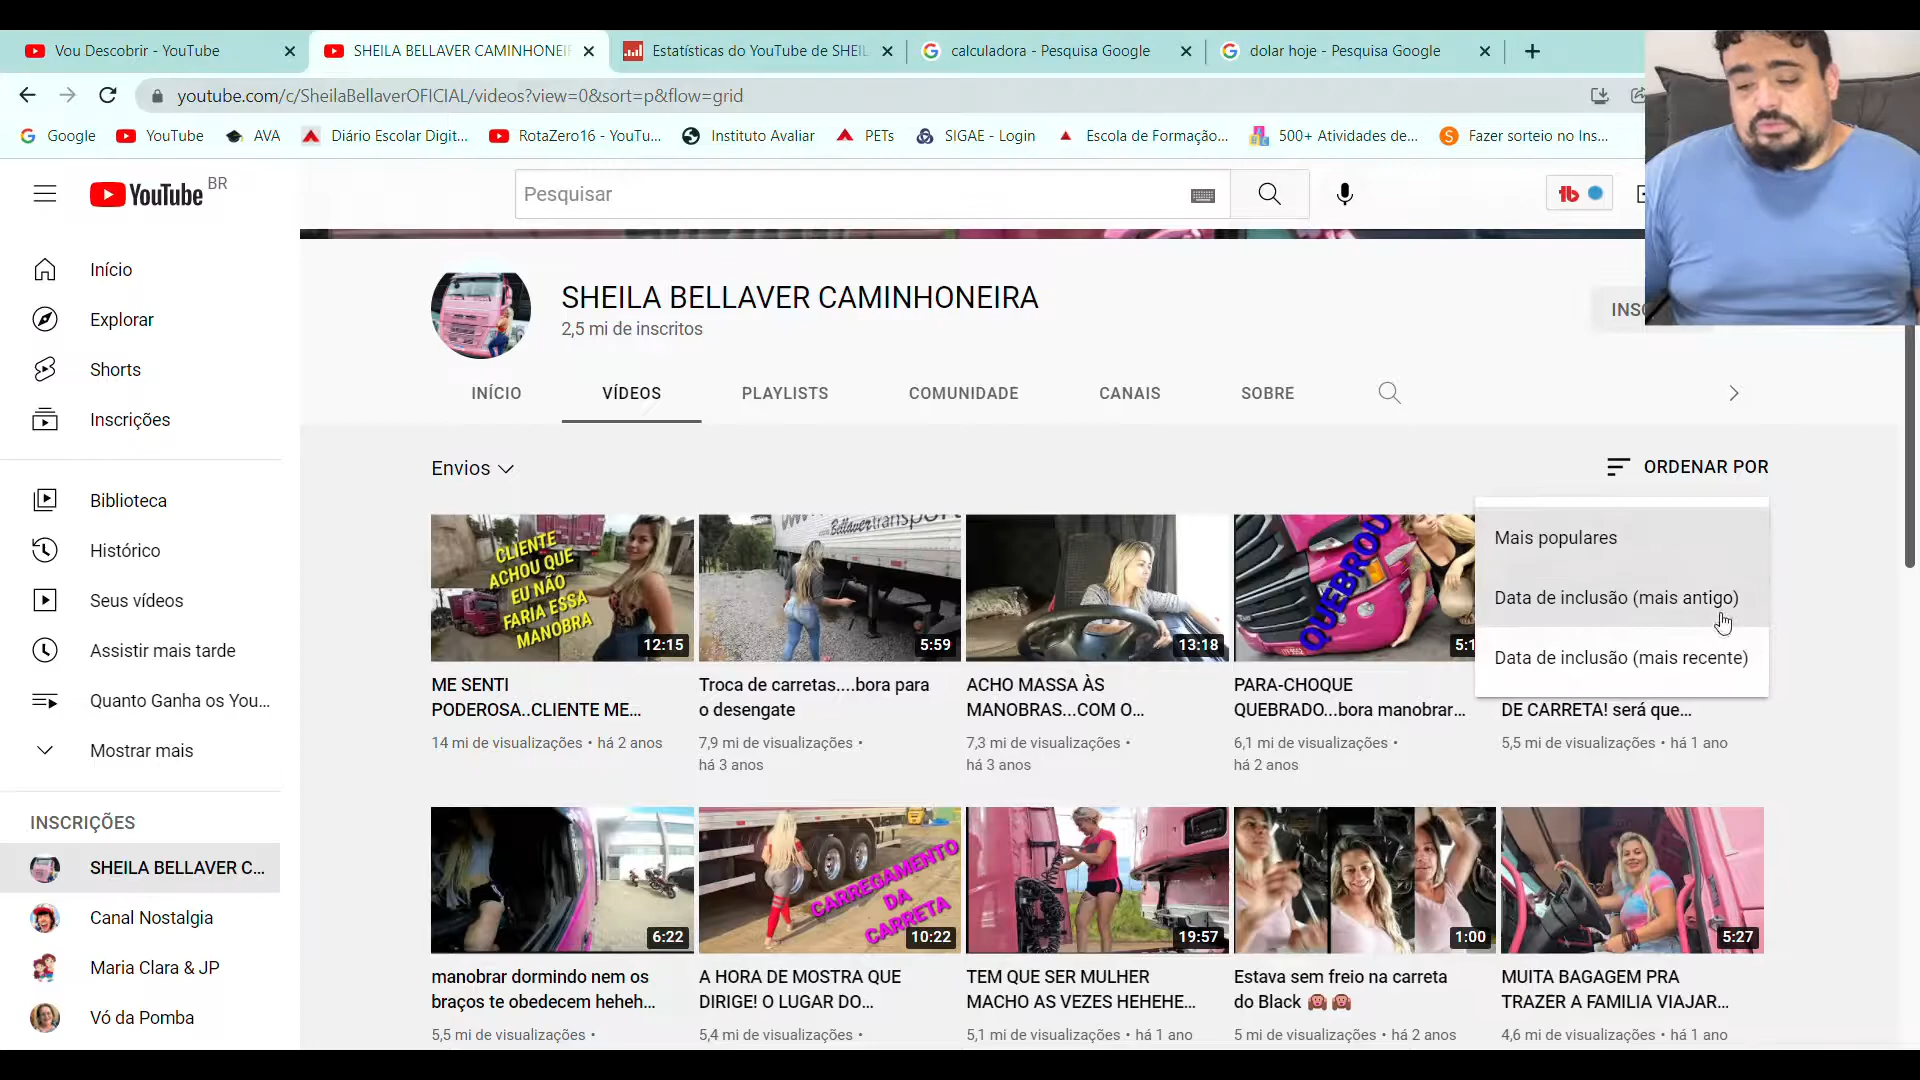 Vou Descobrir - YouTube
SHEILA BELLAVER CAMINHONEIR
Estatísticas do YouTube de SHEIL
calculadora - Pesquisa Google
dolar hoje - Pesquisa Google
youtube.com/c/SheilaBellaverOFICIAL/videos?view=0&sort=p&flow=grid
Google
YouTube
AVA
Diário Escolar Digit...
RotaZero16 - YouTu...
Instituto Avaliar
PETs
SIGAE - Login
Escola de Formação...
500+ Atividades de...
Fazer sorteio no Ins...
YouTube BR
Pesquisar
tb
Início
Explorar
Shorts
Inscrições
Biblioteca
Histórico
Seus vídeos
Assistir mais tarde
Quanto Ganha os You...
Mostrar mais
INSCRIÇÕES
SHEILA BELLAVER C...
Canal Nostalgia
Maria Clara & JP
Vó da Pomba
SHEILA BELLAVER CAMINHONEIRA
2,5 mi de inscritos
INSC
INÍCIO
VÍDEOS
PLAYLISTS
COMUNIDADE
CANAIS
SOBRE
Envios
ORDENAR POR
Mais populares
Data de inclusão (mais antigo)
Data de inclusão (mais recente)
CLIENTE
ACHOU QUE
EU NÃO
FARIA ESSA
MANOBRA
12:15
ME SENTI
PODEROSA..CLIENTE ME...
14 mi de visualizações • há 2 anos
Bellavertransport
5:59
Troca de carretas....bora para
o desengate
7,9 mi de visualizações •
há 3 anos
13:18
ACHO MASSA ÀS
MANOBRAS...COM O...
7,3 mi de visualizações •
há 3 anos
QUEBROU
5:1
PARA-CHOQUE
QUEBRADO...bora manobrar...
6,1 mi de visualizações •
há 2 anos
DE CARRETA! será que...
5,5 mi de visualizações • há 1 ano
6:22
manobrar dormindo nem os
braços te obedecem heheh...
5,5 mi de visualizações •
CARREGAMENTO
DA
CARRETA
10:22
A HORA DE MOSTRA QUE
DIRIGE! O LUGAR DO...
5,4 mi de visualizações •
19:57
TEM QUE SER MULHER
MACHO AS VEZES HEHEHE...
5,1 mi de visualizações • há 1 ano
1:00
Estava sem freio na carreta
do Black 🙉🙉
5 mi de visualizações • há 2 anos
5:27
MUITA BAGAGEM PRA
TRAZER A FAMILIA VIAJAR...
4,6 mi de visualizações • há 1 ano